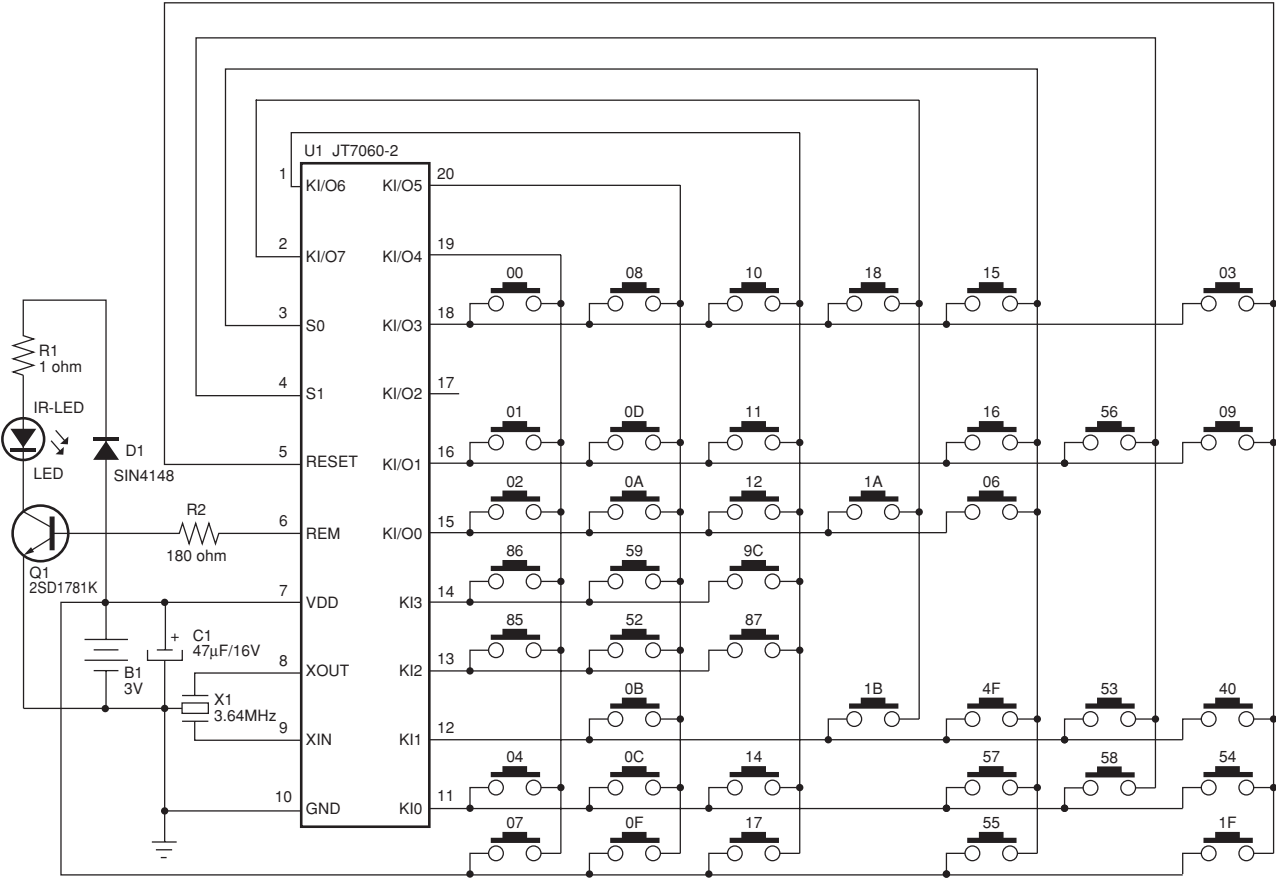 U1 JT7060-2
1 KI/O6 KI/O5 20
2 KI/O7 KI/O4 19
00 08 10 18 15 03
3 S0 KI/O3 18
R1
1 ohm
4 S1 KI/O2 17
IR-LED
01 0D 11 16 56 09
D1
LED
SIN4148
5 RESET KI/O1 16
02 0A 12 1A 06
R2
6 REM KI/O0 15
180 ohm
86 59 9C
Q1
2SD1781K
7 VDD KI3 14
85 52 87
+ C1
47μF/16V
8 XOUT KI2 13
B1
3V
0B 1B 4F 53 40
X1
3.64MHz
9 XIN KI1 12
04 0C 14 57 58 54
10 GND KI0 11
07 0F 17 55 1F